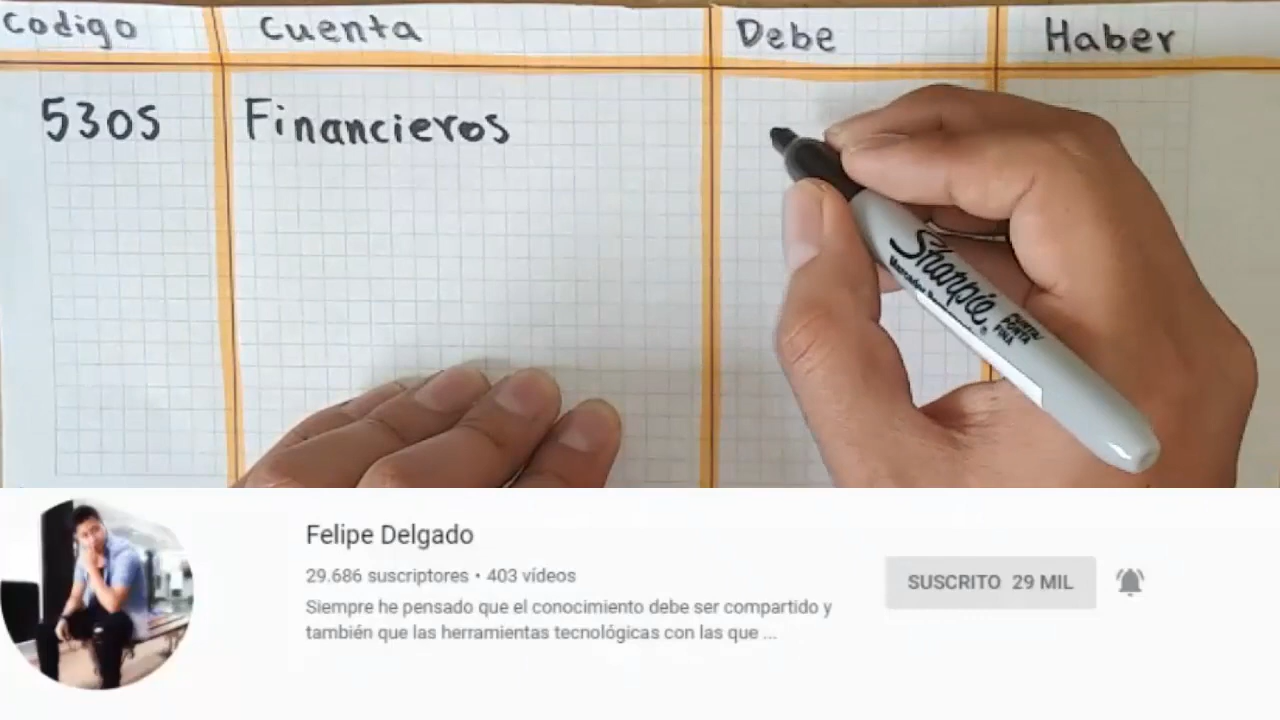 Codigo Cuenta Debe Haber
5305 Financieros
Sharpie
Felipe Delgado
29.686 suscriptores • 403 vídeos
SUSCRITO 29 MIL
Siempre he pensado que el conocimiento debe ser compartido y
también que las herramientas tecnológicas con las que ...